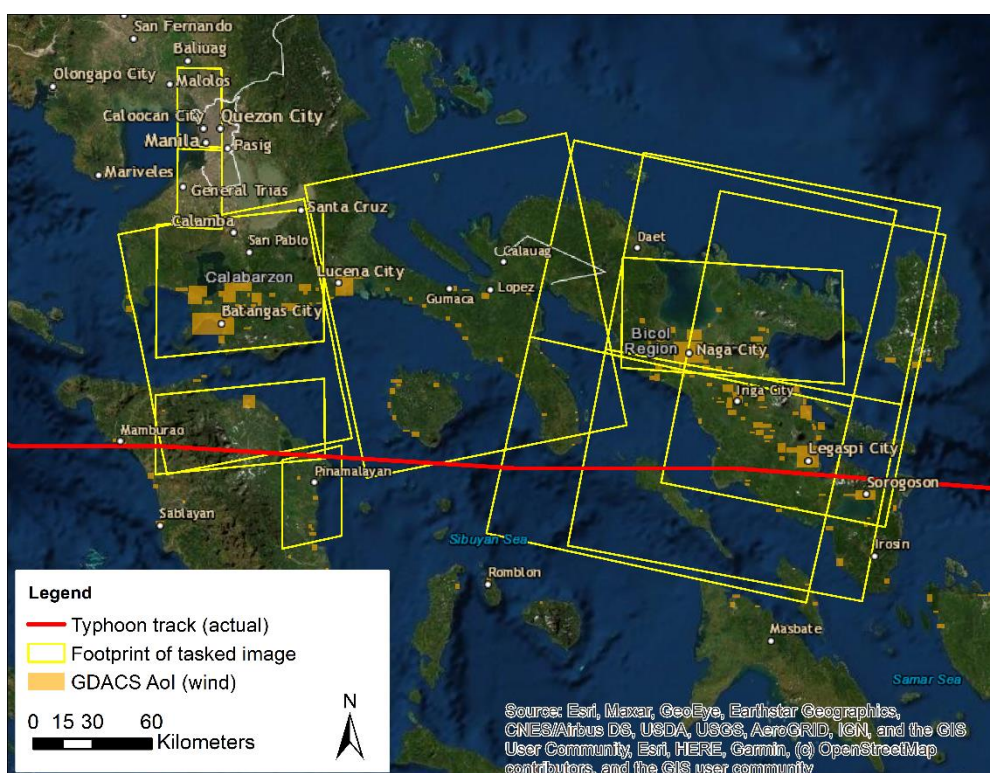 San Fernando
Baliuag
Olongapo City
Malolos
Caloocan City
Quezon City
Manila
Pasig
Mariveles
General Trias
Santa Cruz
Calamba
San Pablo
Daet
Calauag
Calabarzon
Lucena City
Gumaca
Lopez
Batangas City
Bicol
Region
Naga City
Iriga City
Mamburao
Legaspi City
Pinamalayan
Sorogoson
Sablayan
Sibuyan Sea
Irosin
Romblon
Masbate
Samar Sea
Legend
Typhoon track (actual)
Footprint of tasked image
GDACS AoI (wind)
0 15 30 60
Kilometers
N
Source: Esri, Maxar, GeoEye, Earthstar Geographics,
CNES/Airbus DS, USDA, USGS, AeroGRID, IGN, and the GIS
User Community, Esri, HERE, Garmin, (c) OpenStreetMap
contributors, and the GIS user community